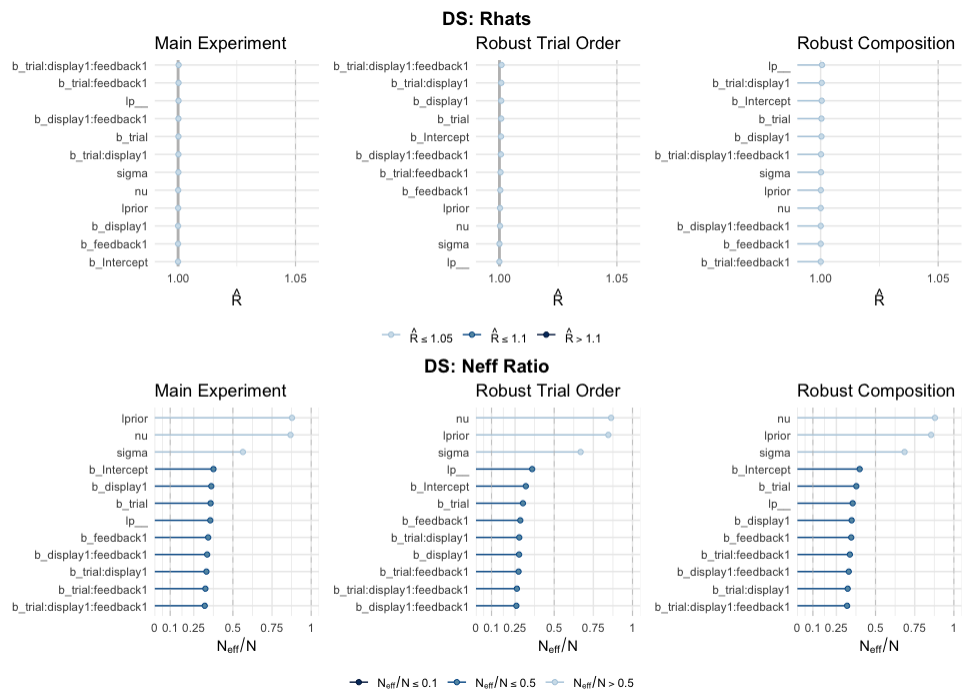 DS: Rhats
Main Experiment
b_trial:display1:feedback1
b_trial:feedback1
lp__
b_display1:feedback1
b_trial
b_trial:display1
sigma
nu
lprior
b_display1
b_feedback1
b_Intercept
1.00 1.05
R̂
Robust Trial Order
b_trial:display1:feedback1
b_trial:display1
b_display1
b_trial
b_Intercept
b_display1:feedback1
b_trial:feedback1
b_feedback1
lprior
nu
sigma
lp__
1.00 1.05
R̂
Robust Composition
lp__
b_trial:display1
b_Intercept
b_trial
b_display1
b_trial:display1:feedback1
sigma
lprior
nu
b_display1:feedback1
b_feedback1
b_trial:feedback1
1.00 1.05
R̂
R̂ ≤ 1.05 R̂ ≤ 1.1 R̂ > 1.1
DS: Neff Ratio
Main Experiment
lprior
nu
sigma
b_Intercept
b_display1
b_trial
lp__
b_feedback1
b_display1:feedback1
b_trial:display1
b_trial:feedback1
b_trial:display1:feedback1
0 0.1 0.25 0.5 0.75 1
Neff/N
Robust Trial Order
nu
lprior
sigma
lp__
b_Intercept
b_trial
b_feedback1
b_trial:display1
b_display1
b_trial:feedback1
b_trial:display1:feedback1
b_display1:feedback1
0 0.1 0.25 0.5 0.75 1
Neff/N
Robust Composition
nu
lprior
sigma
b_Intercept
b_trial
lp__
b_display1
b_feedback1
b_trial:feedback1
b_display1:feedback1
b_trial:display1
b_trial:display1:feedback1
0 0.1 0.25 0.5 0.75 1
Neff/N
Neff/N ≤ 0.1 Neff/N ≤ 0.5 Neff/N > 0.5